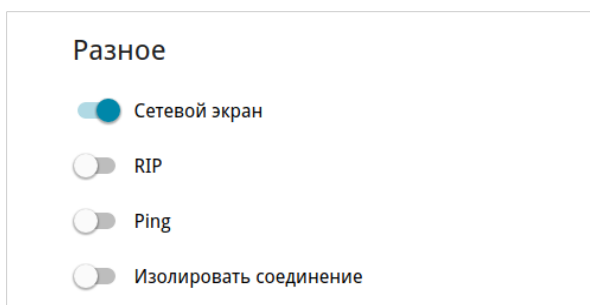 Разное
Сетевой экран
RIP
Ping
Изолировать соединение